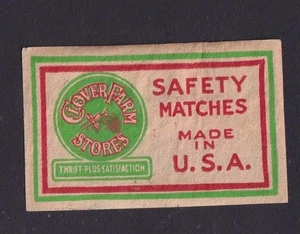 CLOVER FARM
STORES
THRIFT PLUS SATISFACTION
SAFETY
MATCHES
MADE
IN
U.S.A.